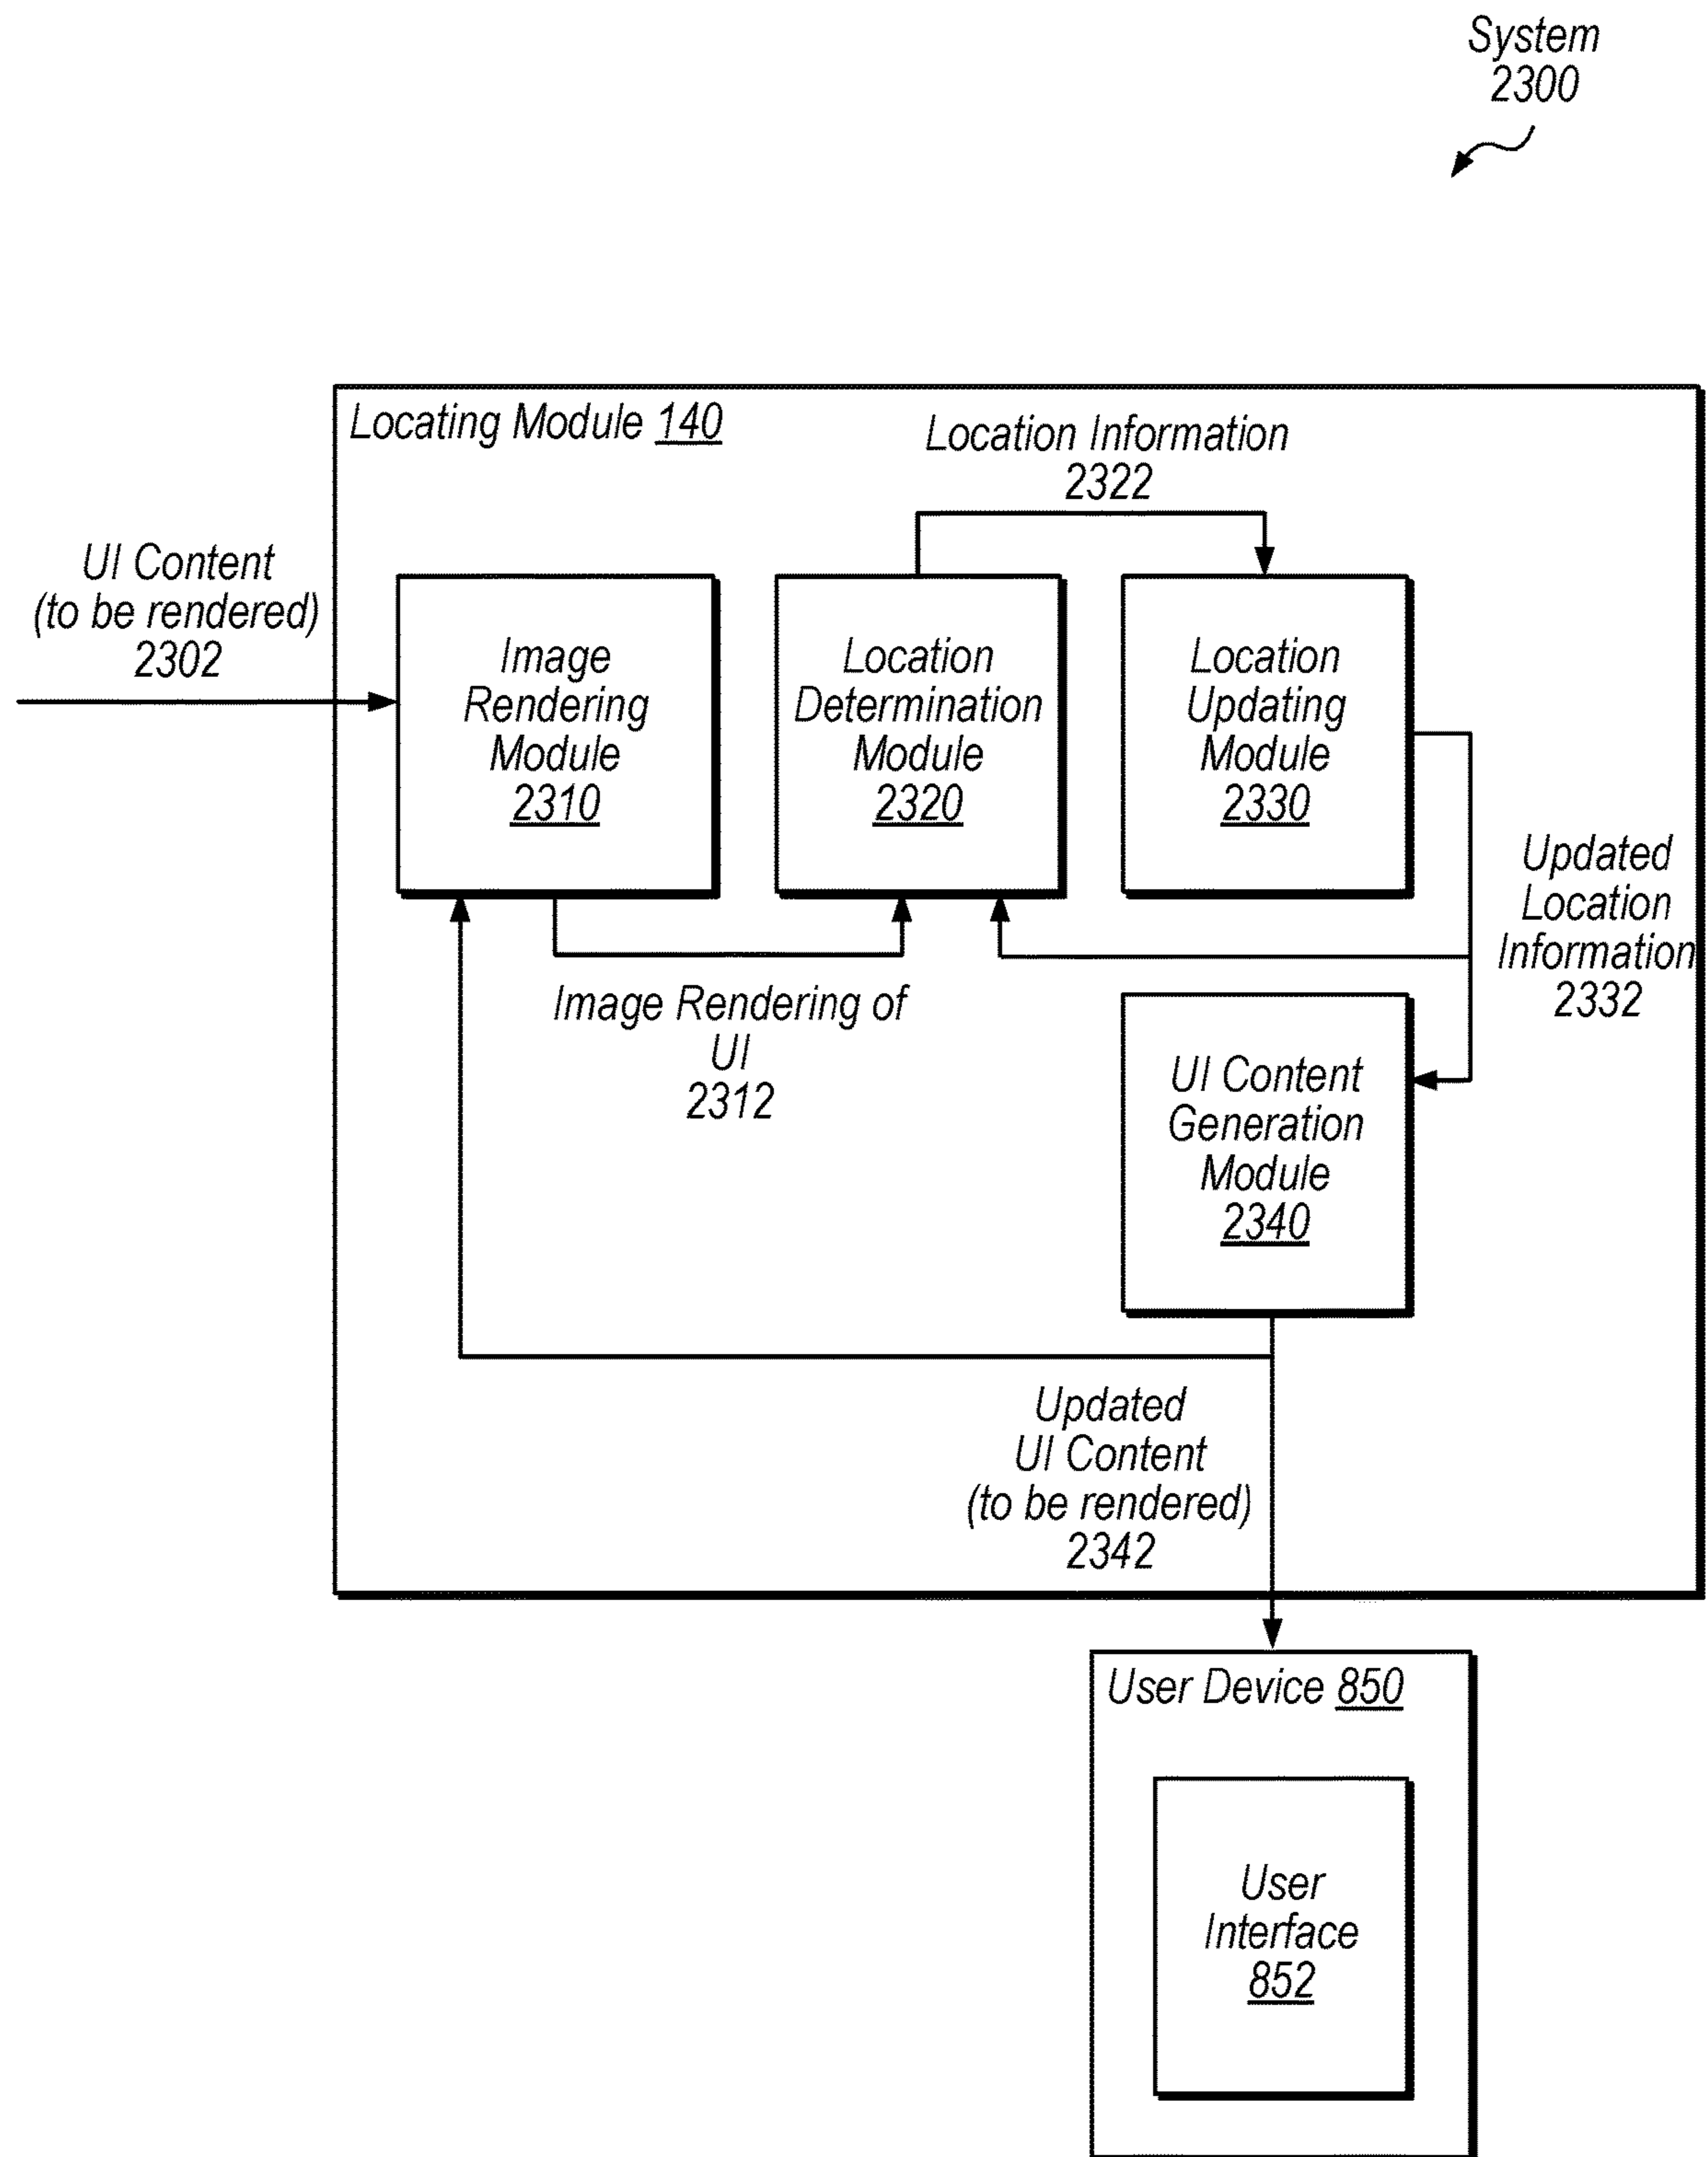 System
2300
Locating Module 140
Location Information
2322
UI Content
(to be rendered)
2302
Image
Rendering
Module
2310
Location
Determination
Module
2320
Location
Updating
Module
2330
Updated
Location
Information
2332
Image Rendering of
UI
2312
UI Content
Generation
Module
2340
Updated
UI Content
(to be rendered)
2342
User Device 850
User
Interface
852